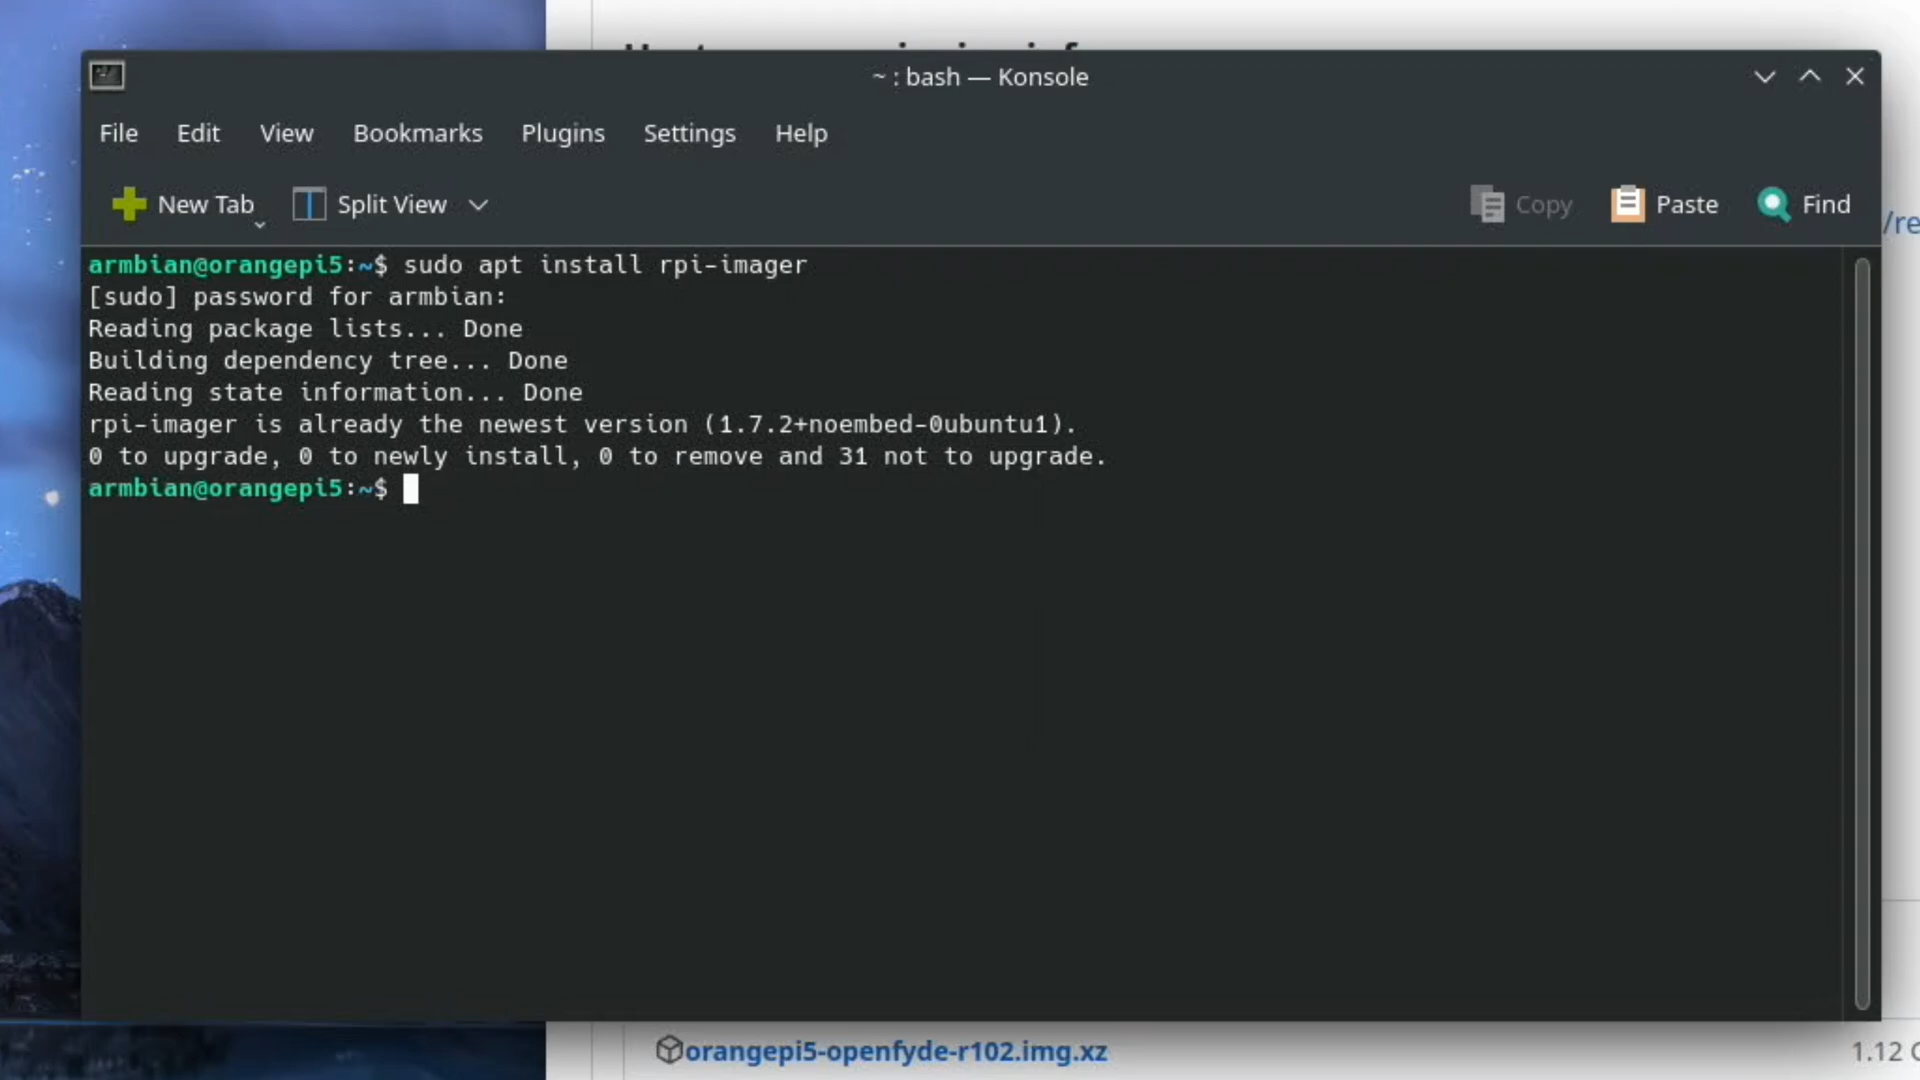 ~ : bash — Konsole
File Edit View Bookmarks Plugins Settings Help
New Tab Split View Copy Paste Find
/re
armbian@orangepi5:~$ sudo apt install rpi-imager
[sudo] password for armbian:
Reading package lists... Done
Building dependency tree... Done
Reading state information... Done
rpi-imager is already the newest version (1.7.2+noembed-0ubuntu1).
0 to upgrade, 0 to newly install, 0 to remove and 31 not to upgrade.
armbian@orangepi5:~$
orangepi5-openfyde-r102.img.xz
1.12